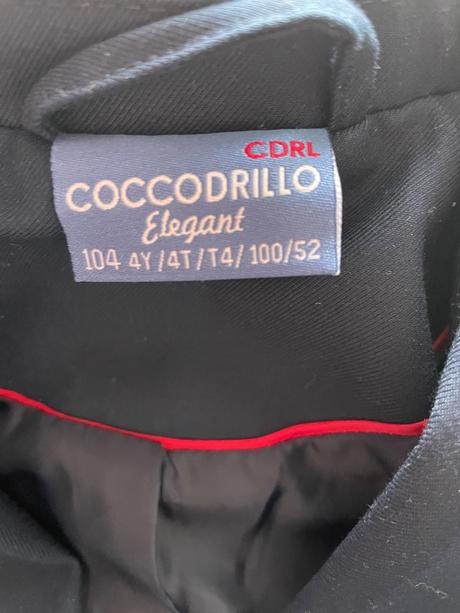 CDRL
COCCODRILLO
Elegant
104 4Y/4T/T4/100/52